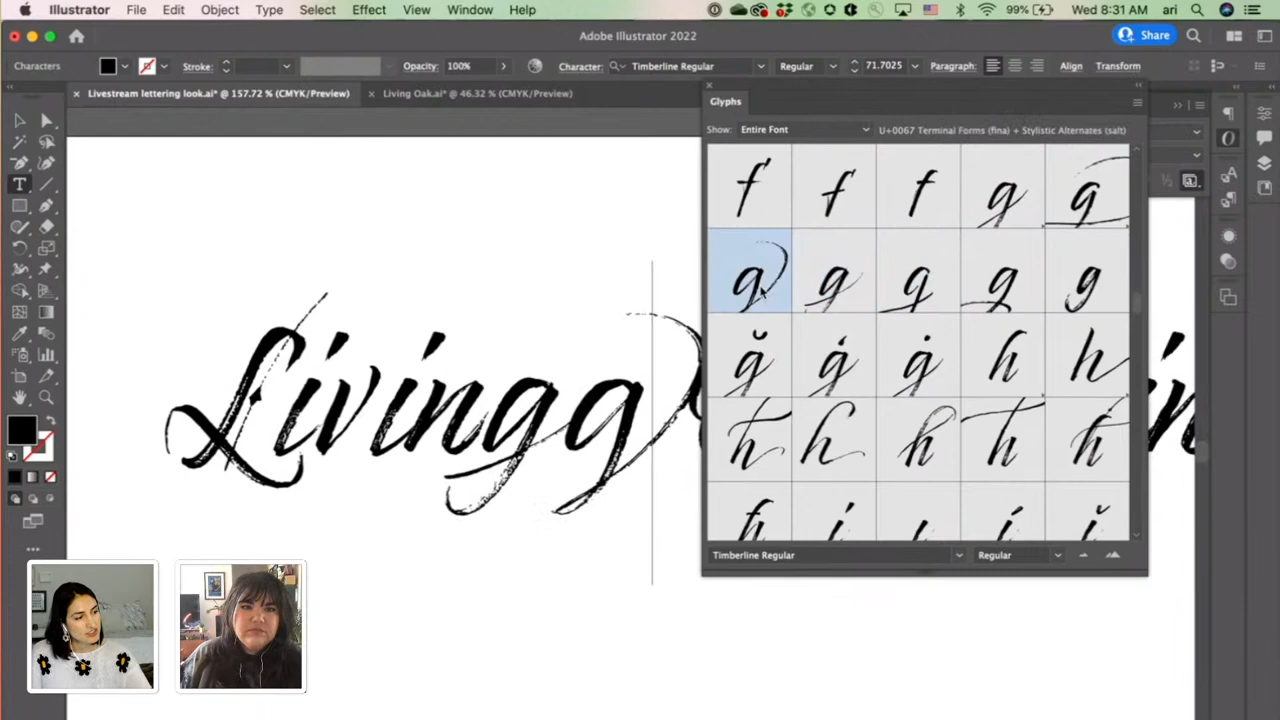 Illustrator File Edit Object Type Select Effect View Window Help 99% Wed 8:31 AM ari
Adobe Illustrator 2022 Share
Characters Stroke: Opacity: 100% Character: Timberline Regular Regular 71.7025 Paragraph: Align Transform
× Livestream lettering look.ai* @ 157.72 % (CMYK/Preview) × Living Oak.ai* @ 46.32 % (CMYK/Preview)
Glyphs
Show: Entire Font U+0067 Terminal Forms (fina) + Stylistic Alternates (salt)
f f f g g
g g g g g
ğ ġ ġ h h
h h h h h
Livingg
Timberline Regular Regular